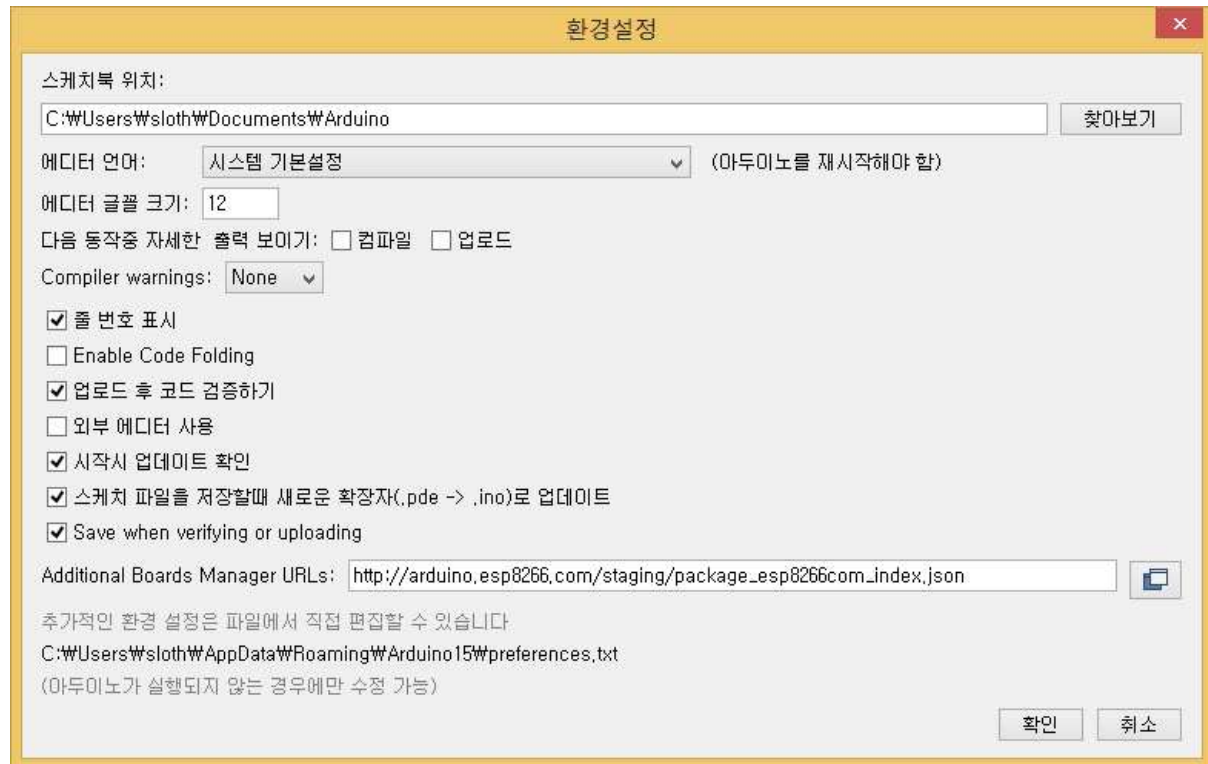 환경설정
스케치북 위치:
C:₩Users₩sloth₩Documents₩Arduino 찾아보기
에디터 언어: 시스템 기본설정 (아두이노를 재시작해야 함)
에디터 글꼴 크기: 12
다음 동작중 자세한 출력 보이기: 컴파일 업로드
Compiler warnings: None
줄 번호 표시
Enable Code Folding
업로드 후 코드 검증하기
외부 에디터 사용
시작시 업데이트 확인
스케치 파일을 저장할때 새로운 확장자(.pde -> .ino)로 업데이트
Save when verifying or uploading
Additional Boards Manager URLs: http://arduino.esp8266.com/staging/package_esp8266com_index.json
추가적인 환경 설정은 파일에서 직접 편집할 수 있습니다
C:₩Users₩sloth₩AppData₩Roaming₩Arduino15₩preferences.txt
(아두이노가 실행되지 않는 경우에만 수정 가능)
확인 취소